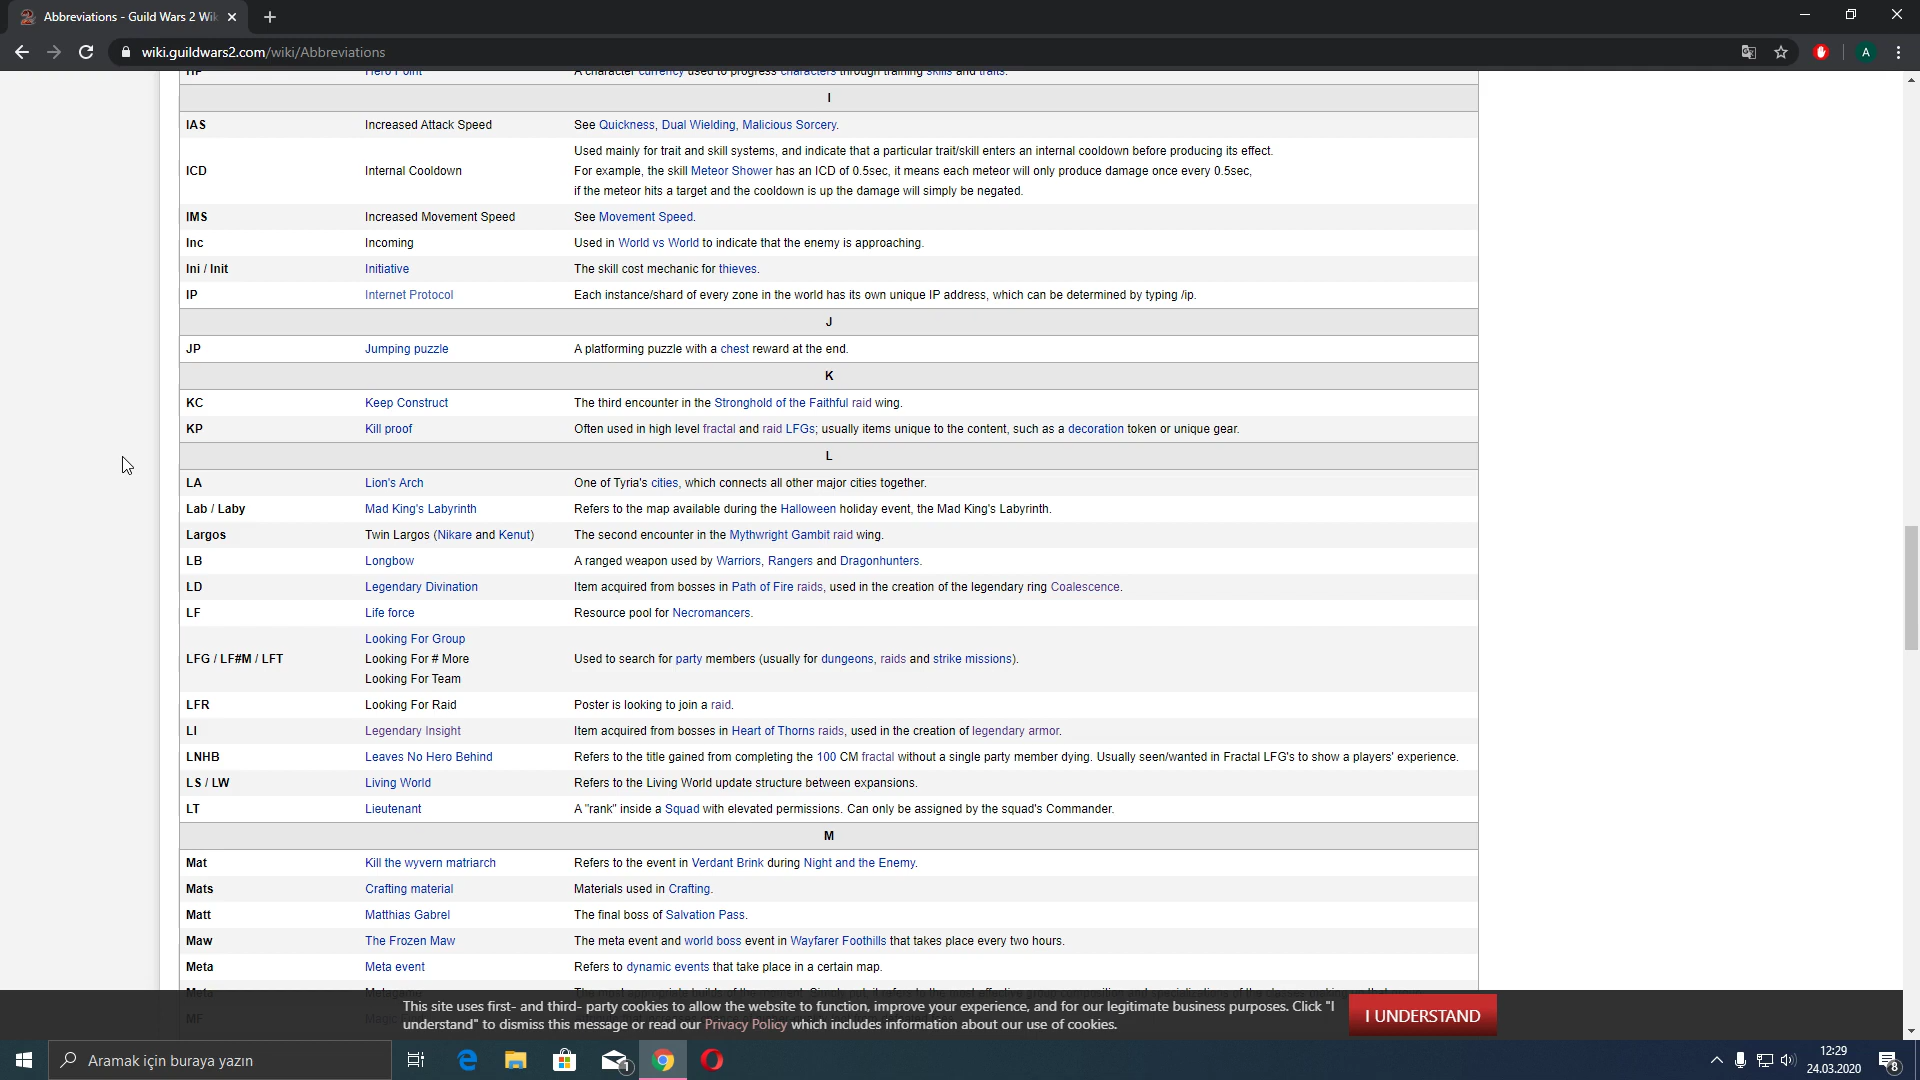 Abbreviations - Guild Wars 2 Wik
wiki.guildwars2.com/wiki/Abbreviations
A
HP Hero Point A character currency used to progress characters through training skills and traits.
I
IAS Increased Attack Speed See Quickness, Dual Wielding, Malicious Sorcery.
Used mainly for trait and skill systems, and indicate that a particular trait/skill enters an internal cooldown before producing its effect.
ICD Internal Cooldown For example, the skill Meteor Shower has an ICD of 0.5sec, it means each meteor will only produce damage once every 0.5sec,
if the meteor hits a target and the cooldown is up the damage will simply be negated.
IMS Increased Movement Speed See Movement Speed.
Inc Incoming Used in World vs World to indicate that the enemy is approaching.
Ini / Init Initiative The skill cost mechanic for thieves.
IP Internet Protocol Each instance/shard of every zone in the world has its own unique IP address, which can be determined by typing /ip.
J
JP Jumping puzzle A platforming puzzle with a chest reward at the end.
K
KC Keep Construct The third encounter in the Stronghold of the Faithful raid wing.
KP Kill proof Often used in high level fractal and raid LFGs; usually items unique to the content, such as a decoration token or unique gear.
L
LA Lion's Arch One of Tyria's cities, which connects all other major cities together.
Lab / Laby Mad King's Labyrinth Refers to the map available during the Halloween holiday event, the Mad King's Labyrinth.
Largos Twin Largos (Nikare and Kenut) The second encounter in the Mythwright Gambit raid wing.
LB Longbow A ranged weapon used by Warriors, Rangers and Dragonhunters.
LD Legendary Divination Item acquired from bosses in Path of Fire raids, used in the creation of the legendary ring Coalescence.
LF Life force Resource pool for Necromancers.
Looking For Group
LFG / LF#M / LFT Looking For # More Used to search for party members (usually for dungeons, raids and strike missions).
Looking For Team
LFR Looking For Raid Poster is looking to join a raid.
LI Legendary Insight Item acquired from bosses in Heart of Thorns raids, used in the creation of legendary armor.
LNHB Leaves No Hero Behind Refers to the title gained from completing the 100 CM fractal without a single party member dying. Usually seen/wanted in Fractal LFG's to show a players' experience.
LS / LW Living World Refers to the Living World update structure between expansions.
LT Lieutenant A "rank" inside a Squad with elevated permissions. Can only be assigned by the squad's Commander.
M
Mat Kill the wyvern matriarch Refers to the event in Verdant Brink during Night and the Enemy.
Mats Crafting material Materials used in Crafting.
Matt Matthias Gabrel The final boss of Salvation Pass.
Maw The Frozen Maw The meta event and world boss event in Wayfarer Foothills that takes place every two hours.
Meta Meta event Refers to dynamic events that take place in a certain map.
MF
This site uses first- and third- party cookies to allow the website to function, improve your experience, and for our legitimate business purposes. Click "I
understand" to dismiss this message or read our Privacy Policy which includes information about our use of cookies.
I UNDERSTAND
Aramak için buraya yazın
1
12:29
24.03.2020
8